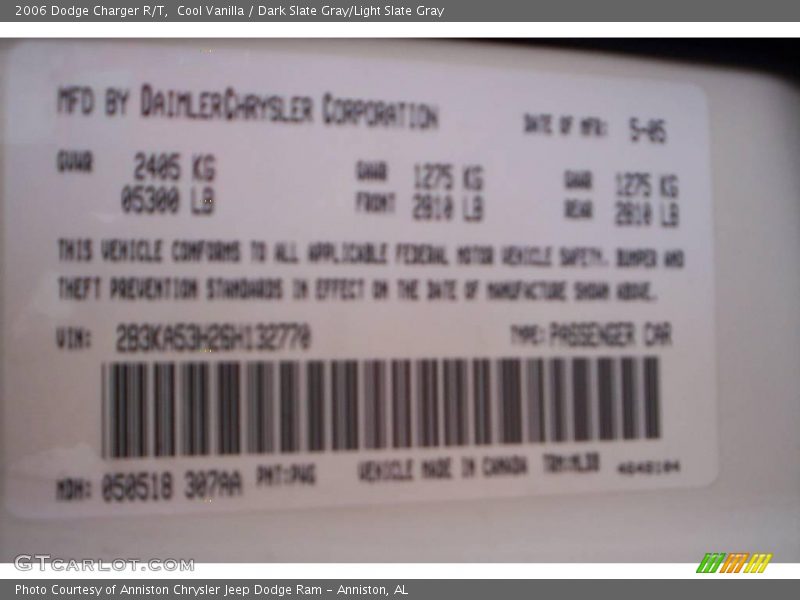 2006 Dodge Charger R/T, Cool Vanilla / Dark Slate Gray/Light Slate Gray
MFD BY DAIMLERCHRYSLER CORPORATION DATE OF MFR: 5-05
GVWR 2405 KG GAWR 1275 KG GAWR 1275 KG
05300 LB FRONT 2810 LB REAR 2810 LB
THIS VEHICLE CONFORMS TO ALL APPLICABLE FEDERAL MOTOR VEHICLE SAFETY, BUMPER AND
THEFT PREVENTION STANDARDS IN EFFECT ON THE DATE OF MANUFACTURE SHOWN ABOVE.
VIN: 2B3KA53H26H132770 TYPE: PASSENGER CAR
MDH: 050518 307AA PNT:PWG VEHICLE MADE IN CANADA
GTCARLOT.COM
Photo Courtesy of Anniston Chrysler Jeep Dodge Ram - Anniston, AL